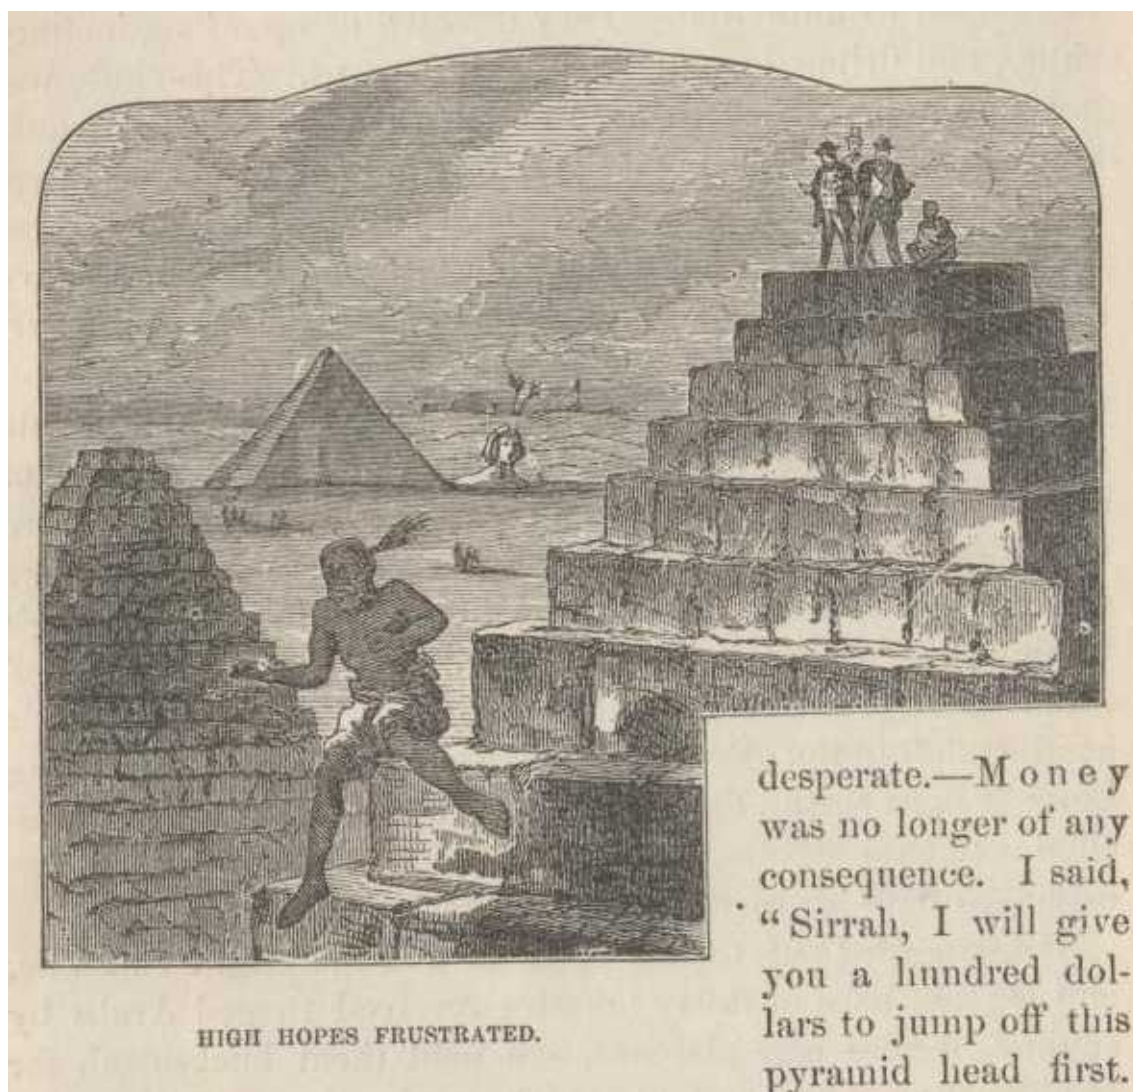 HIGH HOPES FRUSTRATED.
desperate.—Money
was no longer of any
consequence. I said,
“Sirrah, I will give
you a hundred dol-
lars to jump off this
pyramid head first.